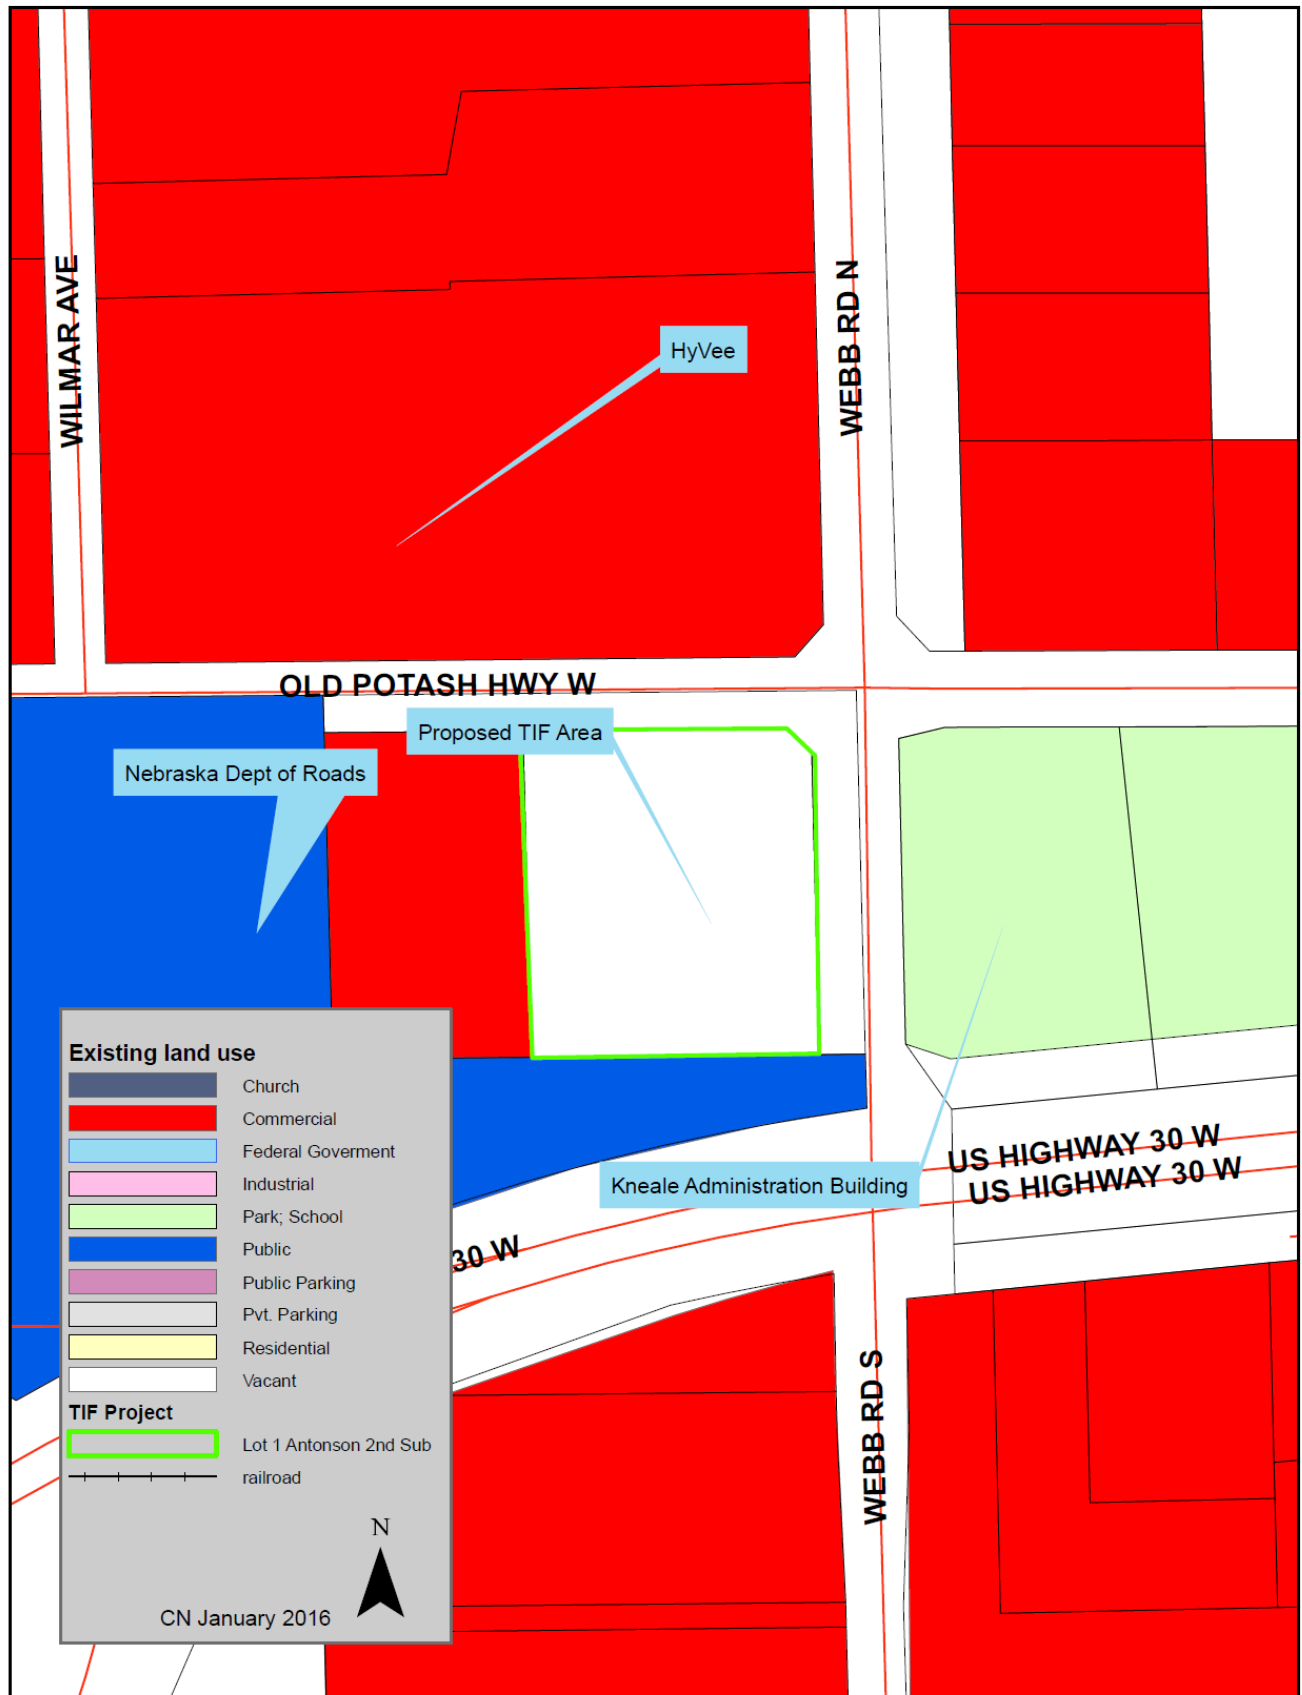 WILMAR AVE
WEBB RD N
HyVee
OLD POTASH HWY W
Proposed TIF Area
Nebraska Dept of Roads
US HIGHWAY 30 W
US HIGHWAY 30 W
Kneale Administration Building
30 W
WEBB RD S
Existing land use
Church
Commercial
Federal Goverment
Industrial
Park; School
Public
Public Parking
Pvt. Parking
Residential
Vacant
TIF Project
Lot 1 Antonson 2nd Sub
railroad
N
CN January 2016